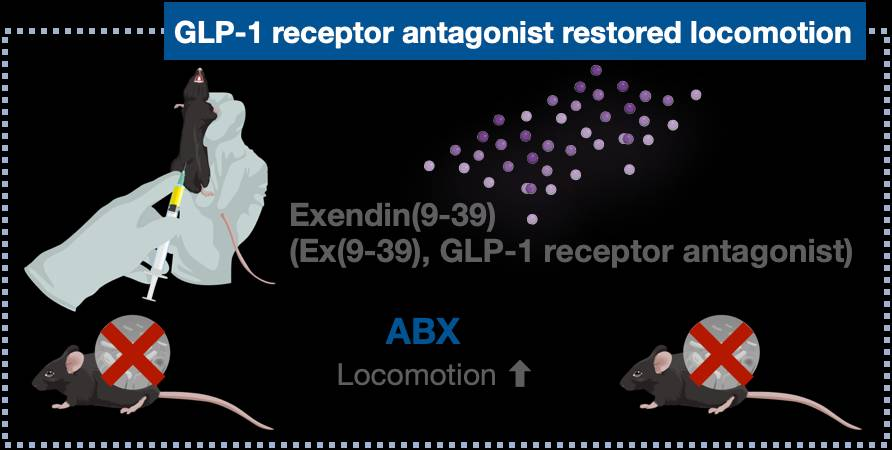 GLP-1 receptor antagonist restored locomotion
Exendin(9-39)
(Ex(9-39), GLP-1 receptor antagonist)
ABX
Locomotion ⬆